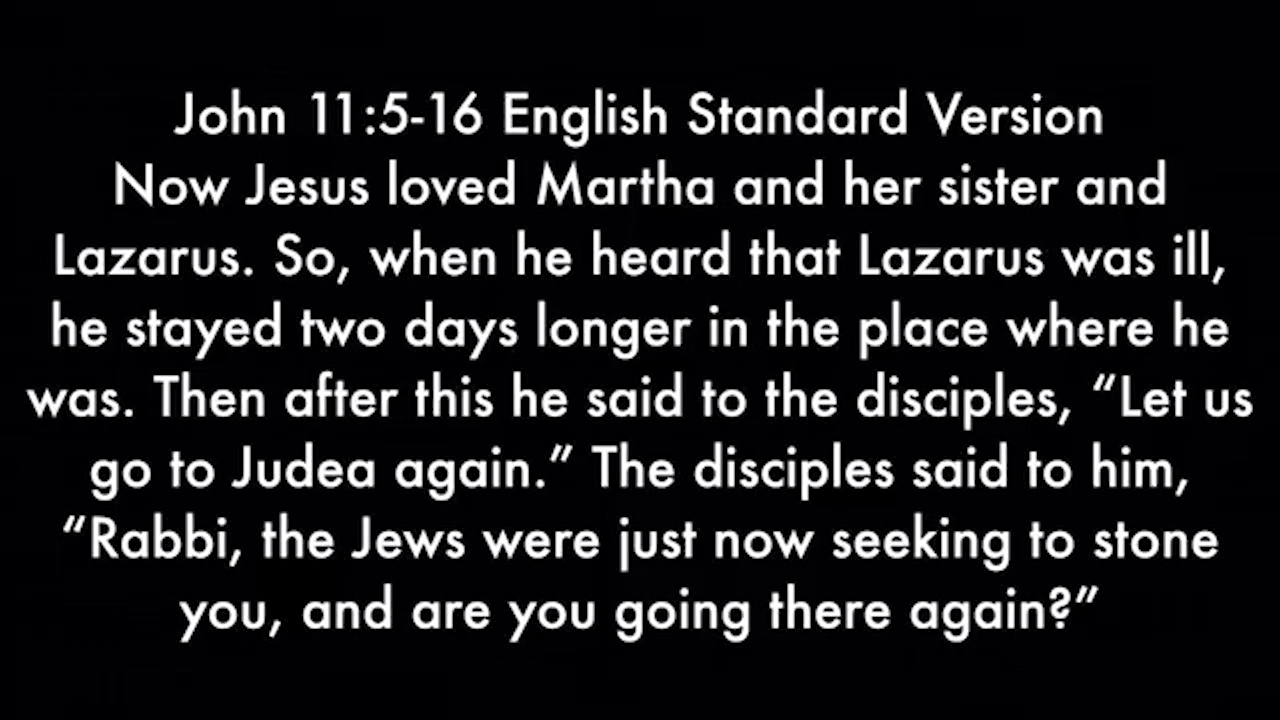 John 11:5-16 English Standard Version
Now Jesus loved Martha and her sister and
Lazarus. So, when he heard that Lazarus was ill,
he stayed two days longer in the place where he
was. Then after this he said to the disciples, “Let us
go to Judea again.” The disciples said to him,
“Rabbi, the Jews were just now seeking to stone
you, and are you going there again?”